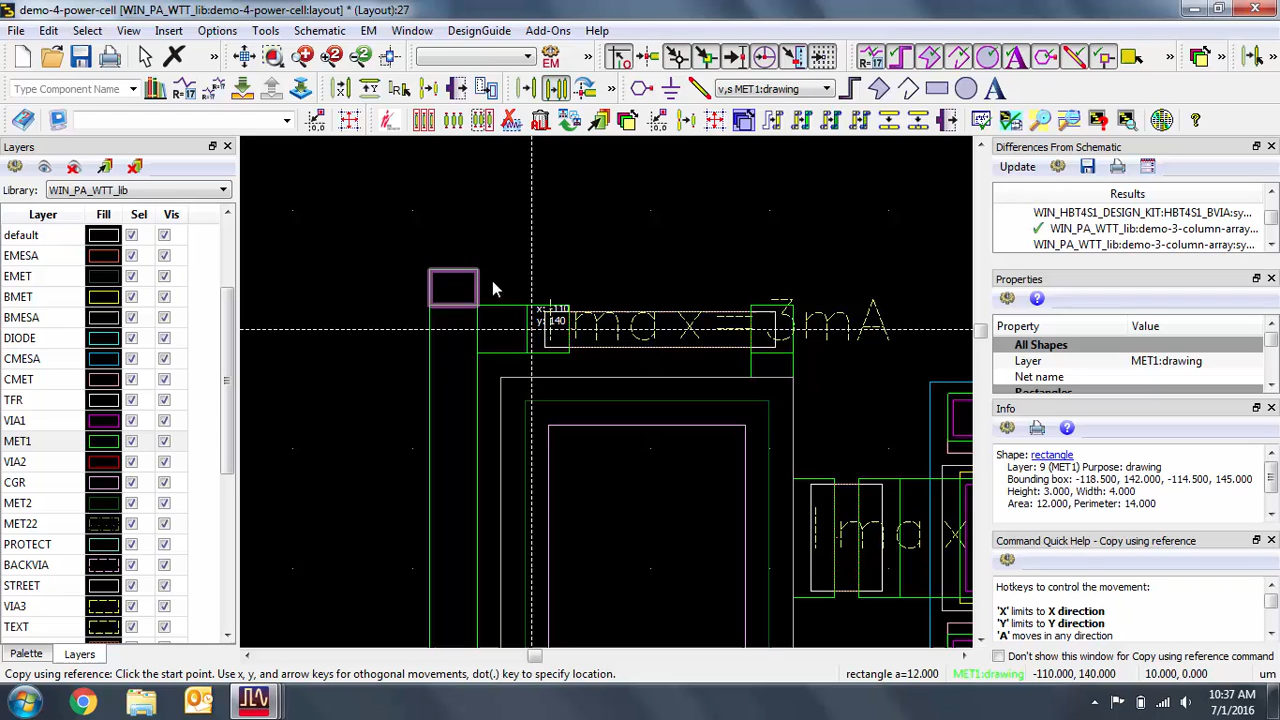 demo-4-power-cell [WIN_PA_WTT_lib:demo-4-power-cell:layout] * (Layout):27
File Edit Select View Insert Options Tools Schematic EM Window DesignGuide Add-Ons Help
EM
R=17
Type Component Name
v,s MET1:drawing
Layers
Library: WIN_PA_WTT_lib
Layer Fill Sel Vis
default
EMESA
EMET
BMET
BMESA
DIODE
CMESA
CMET
TFR
VIA1
MET1
VIA2
CGR
MET2
MET22
PROTECT
BACKVIA
STREET
VIA3
TEXT
Palette Layers
x: -110
y: 140
Imax=3mA
Imax
Differences From Schematic
Update
Results
WIN_HBT4S1_DESIGN_KIT:HBT4S1_BVIA:sy...
WIN_PA_WTT_lib:demo-3-column-array...
WIN_PA_WTT_lib:demo-3-column-array:sy...
Properties
Property Value
All Shapes
Layer MET1:drawing
Net name
Rectangles
Info
Shape: rectangle
Layer: 9 (MET1) Purpose: drawing
Bounding box: -118.500, 142.000, -114.500, 145.000
Height: 3.000, Width: 4.000
Area: 12.000, Perimeter: 14.000
Command Quick Help - Copy using reference
Hotkeys to control the movement:
'X' limits to X direction
'Y' limits to Y direction
'A' moves in any direction
Don't show this window for Copy using reference
Copy using reference: Click the start point. Use x, y, and arrow keys for othogonal movements, dot(.) key to specify location.
rectangle a=12.000 MET1:drawing -110.000, 140.000 10.000, 0.000 um
10:37 AM
7/1/2016